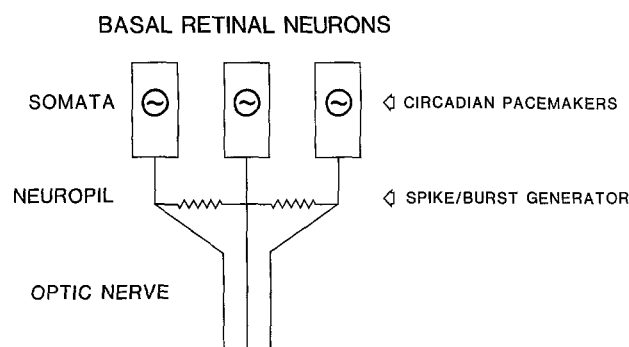 BASAL RETINAL NEURONS
SOMATA
CIRCADIAN PACEMAKERS
NEUROPIL
SPIKE/BURST GENERATOR
OPTIC NERVE